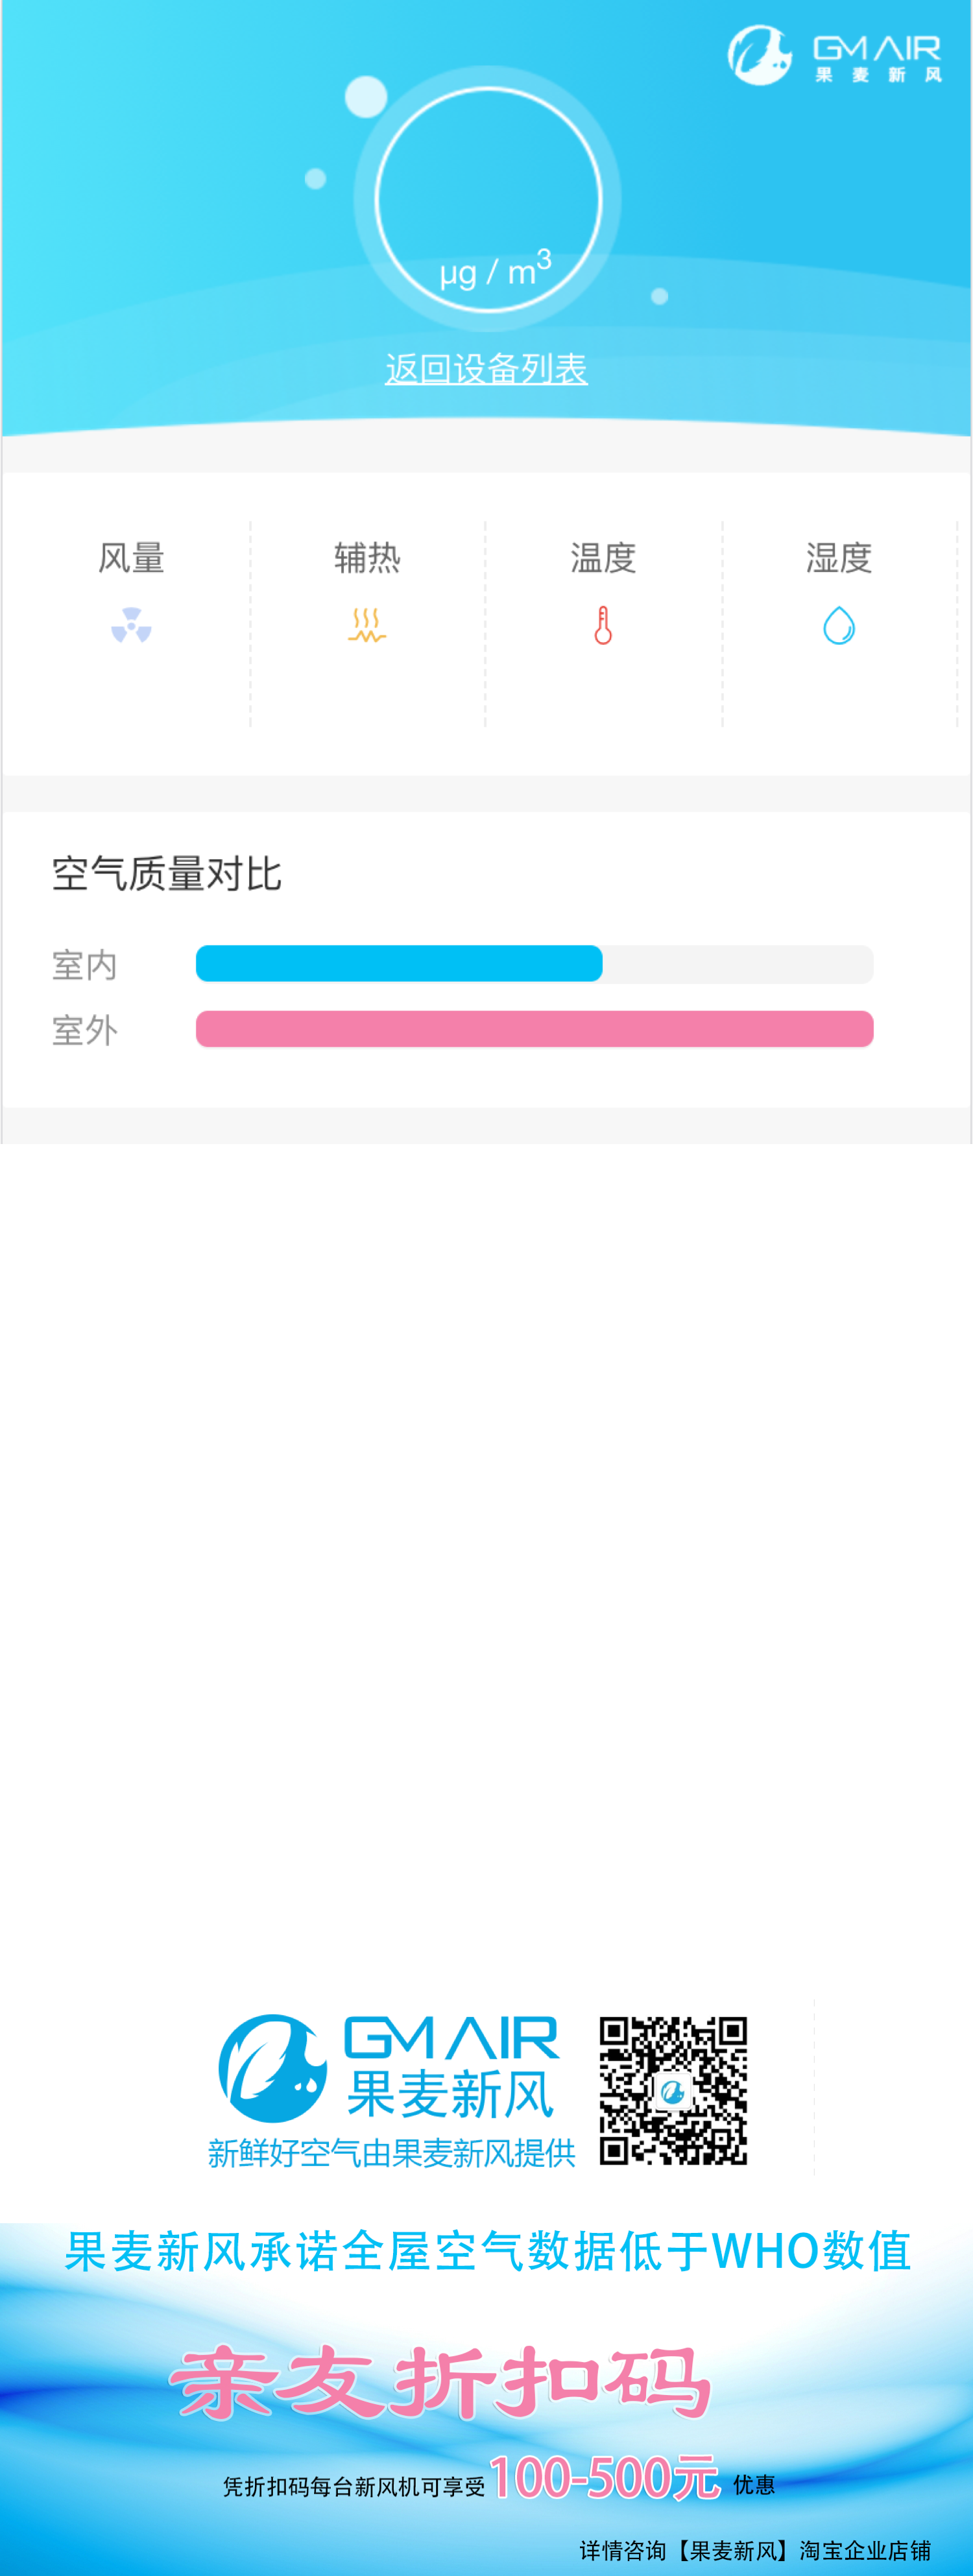 GM AIR
果麦新风
µg / m³
返回设备列表
风量 辅热 温度 湿度
空气质量对比
室内
室外
GM AIR
果麦新风
新鲜好空气由果麦新风提供
果麦新风承诺全屋空气数据低于WHO数值
亲友折扣码
凭折扣码每台新风机可享受100-500元 优惠
详情咨询【果麦新风】淘宝企业店铺